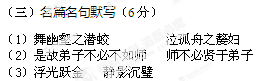 （三）名篇名句默写（6分）
（1）舞幽壑之潜蛟　泣孤舟之嫠妇
（2）是故弟子不必不如师　师不必贤于弟子
（3）浮光跃金　静影沉璧